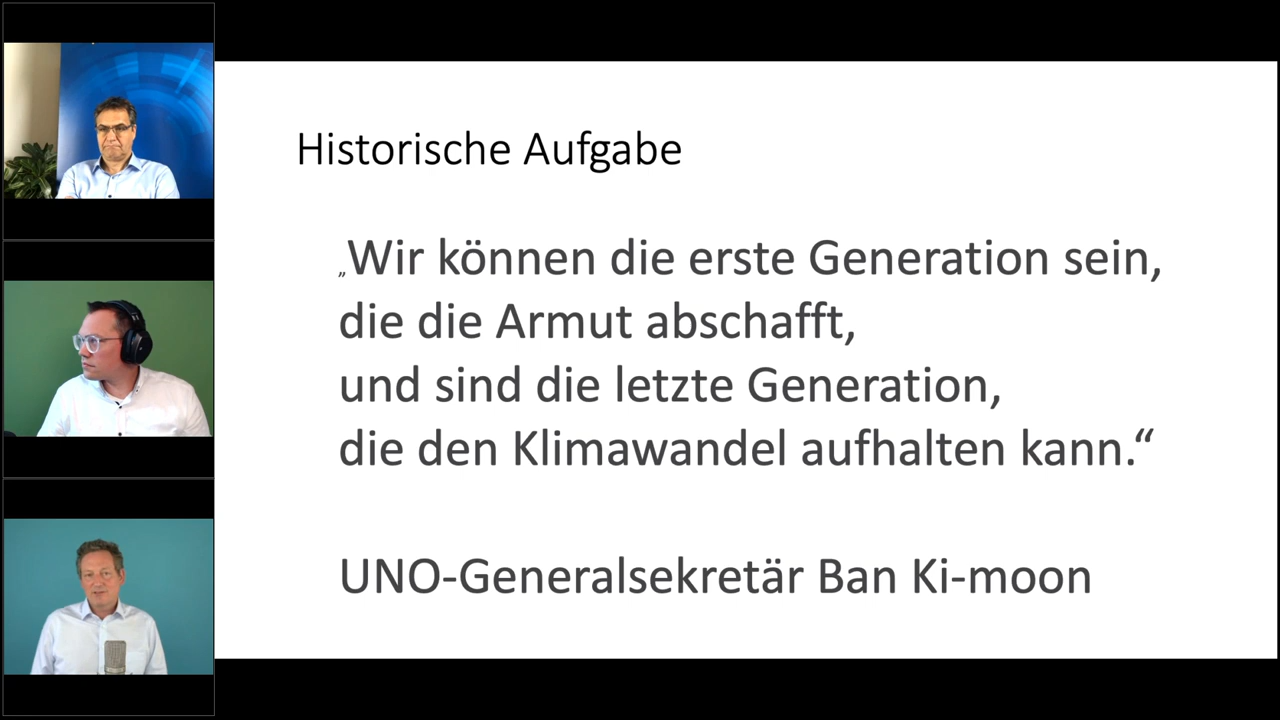 Historische Aufgabe
„Wir können die erste Generation sein,
die die Armut abschafft,
und sind die letzte Generation,
die den Klimawandel aufhalten kann.“
UNO-Generalsekretär Ban Ki-moon